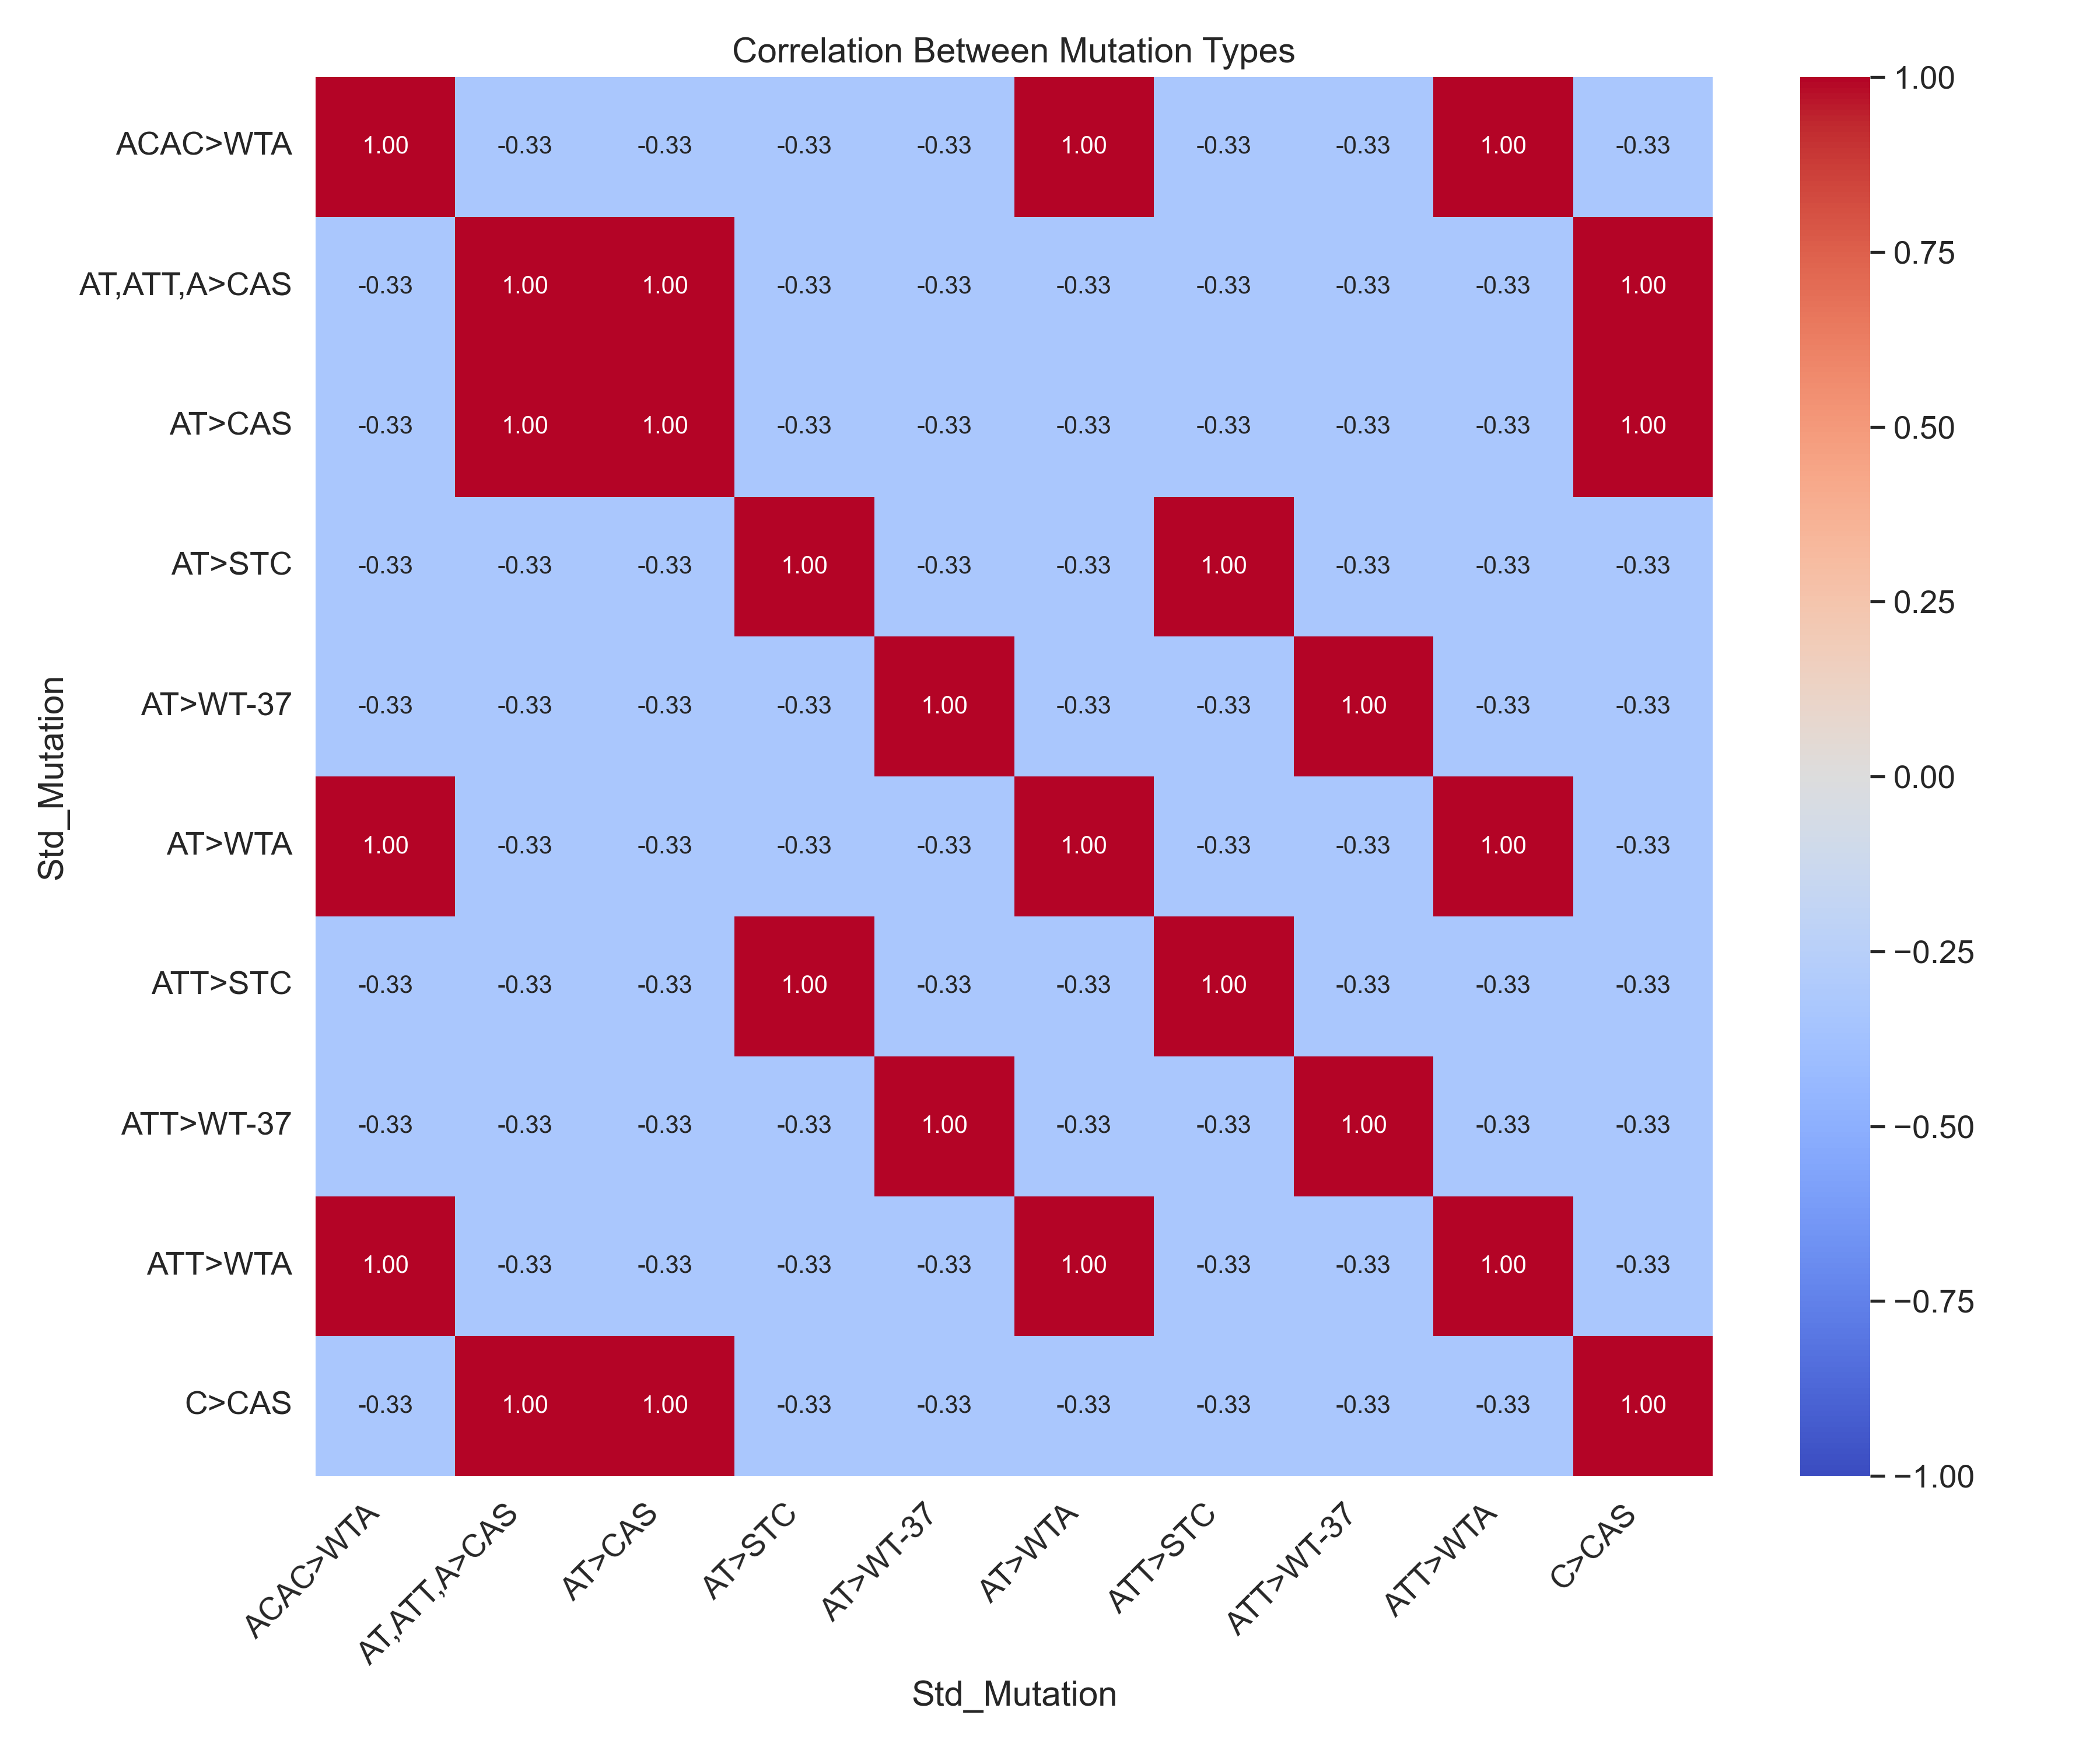 Correlation Between Mutation Types
ACAC>WTA 1.00 -0.33 -0.33 -0.33 -0.33 1.00 -0.33 -0.33 1.00 -0.33
AT,ATT,A>CAS -0.33 1.00 1.00 -0.33 -0.33 -0.33 -0.33 -0.33 -0.33 1.00
AT>CAS -0.33 1.00 1.00 -0.33 -0.33 -0.33 -0.33 -0.33 -0.33 1.00
AT>STC -0.33 -0.33 -0.33 1.00 -0.33 -0.33 1.00 -0.33 -0.33 -0.33
AT>WT-37 -0.33 -0.33 -0.33 -0.33 1.00 -0.33 -0.33 1.00 -0.33 -0.33
AT>WTA 1.00 -0.33 -0.33 -0.33 -0.33 1.00 -0.33 -0.33 1.00 -0.33
ATT>STC -0.33 -0.33 -0.33 1.00 -0.33 -0.33 1.00 -0.33 -0.33 -0.33
ATT>WT-37 -0.33 -0.33 -0.33 -0.33 1.00 -0.33 -0.33 1.00 -0.33 -0.33
ATT>WTA 1.00 -0.33 -0.33 -0.33 -0.33 1.00 -0.33 -0.33 1.00 -0.33
C>CAS -0.33 1.00 1.00 -0.33 -0.33 -0.33 -0.33 -0.33 -0.33 1.00
Std_Mutation
ACAC>WTA AT,ATT,A>CAS AT>CAS AT>STC AT>WT-37 AT>WTA ATT>STC ATT>WT-37 ATT>WTA C>CAS
Std_Mutation
1.00
0.75
0.50
0.25
0.00
−0.25
−0.50
−0.75
−1.00